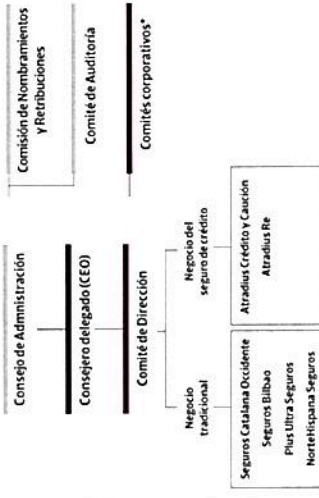 Consejo de Admnistración
Consejero delegado (CEO)
Comité de Dirección
Comisión de Nombramientos
y Retribuciones
Comité de Auditoría
Comités corporativos*
Negocio
tradicional
Negocio del
seguro de crédito
Seguros Catalana Occidente
Seguros Bilbao
Plus Ultra Seguros
NorteHispana Seguros
Atradius Crédito y Caución
Atradius Re